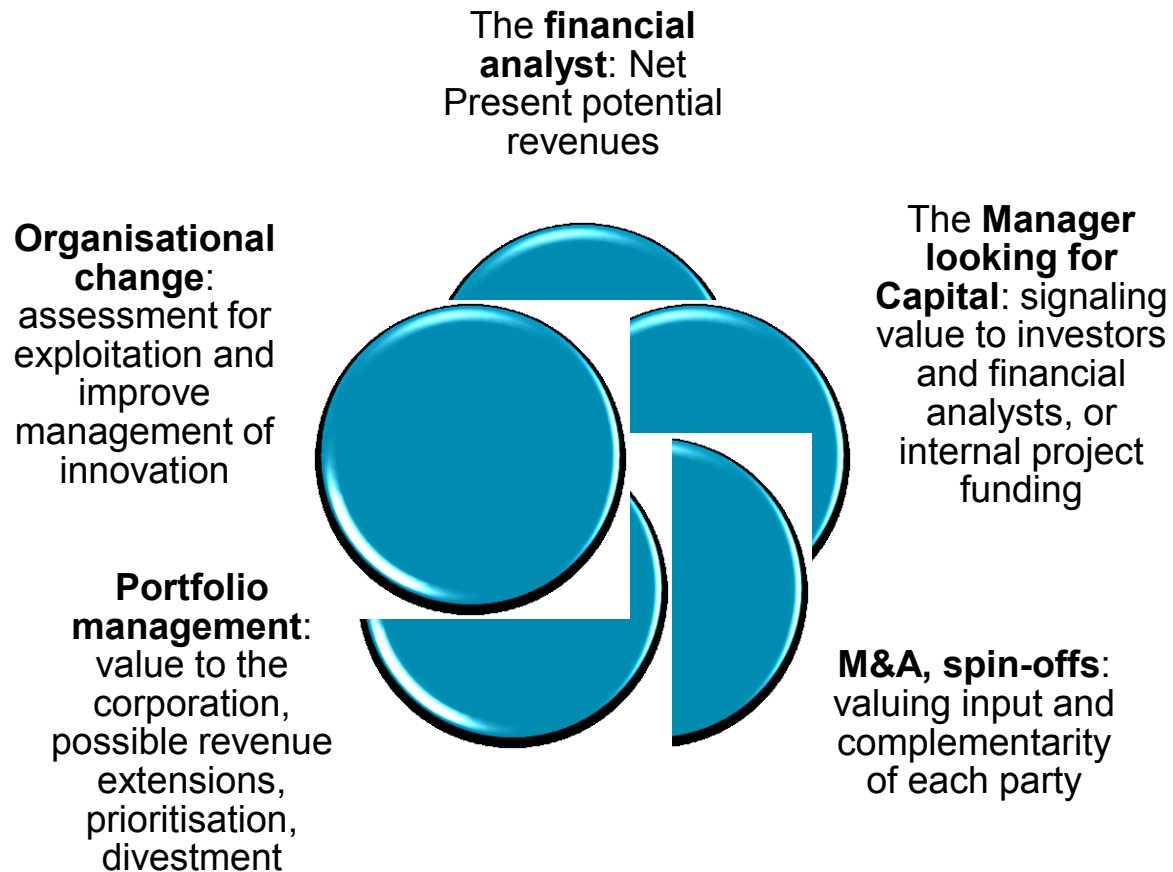 The financial
analyst: Net
Present potential
revenues
The Manager
looking for
Capital: signaling
value to investors
and financial
analysts, or
internal project
funding
M&A, spin-offs:
valuing input and
complementarity
of each party
Portfolio
management:
value to the
corporation,
possible revenue
extensions,
prioritisation,
divestment
Organisational
change:
assessment for
exploitation and
improve
management of
innovation